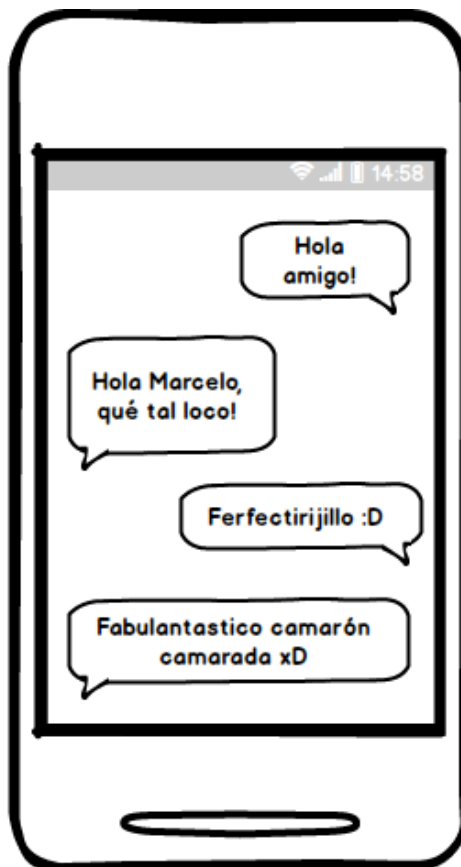 14:58
Hola
amigo!
Hola Marcelo,
qué tal loco!
Ferfectirijillo :D
Fabulantastico camarón
camarada xD